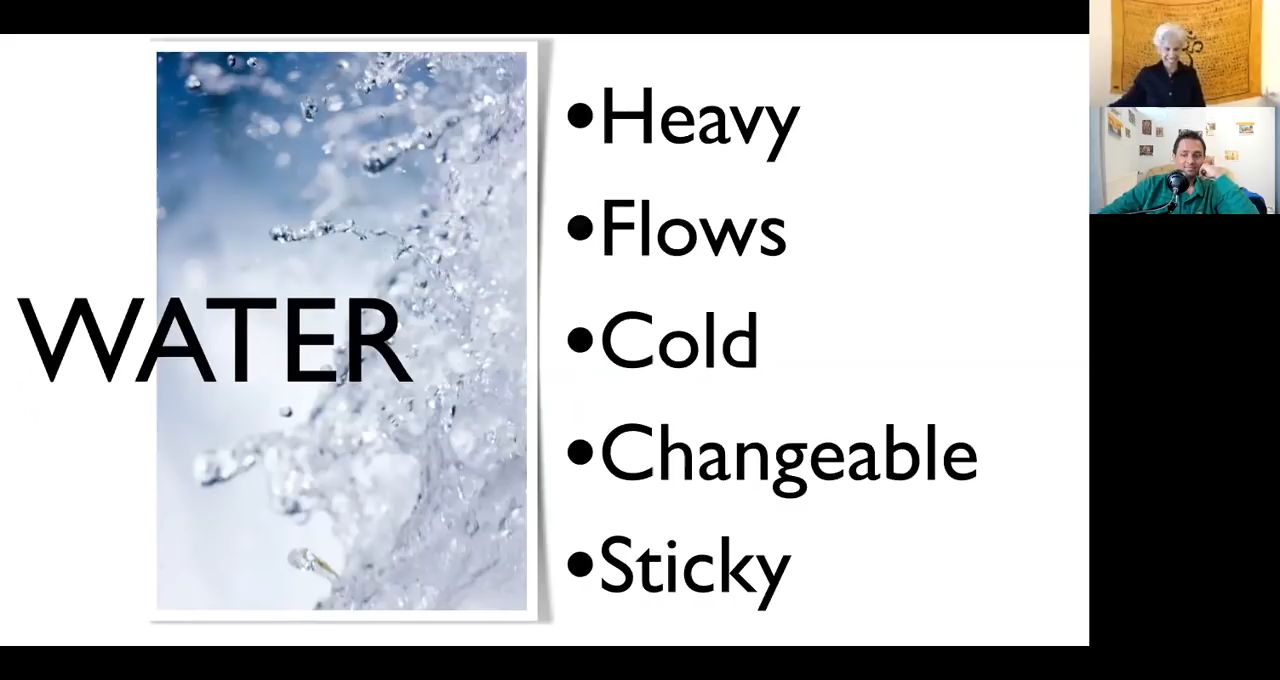 WATER
•Heavy
•Flows
•Cold
•Changeable
•Sticky